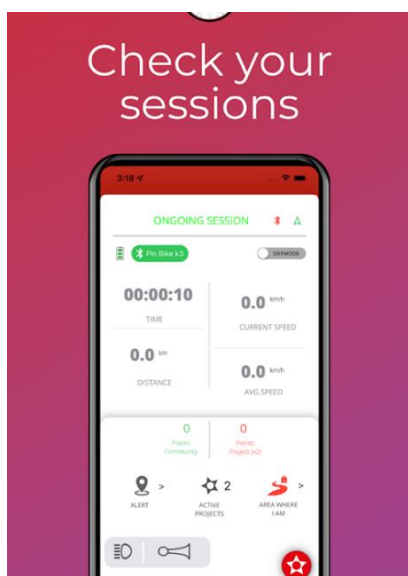 Check your
sessions
3:18
ONGOING SESSION
Pin Bike k3
DAYMODE
00:00:10
TIME
0.0 km/h
CURRENT SPEED
0.0 km
DISTANCE
0.0 km/h
AVG.SPEED
0
Points
Community
0
Points
Project (x2)
>
ALERT
2
ACTIVE
PROJECTS
>
AREA WHERE
I AM